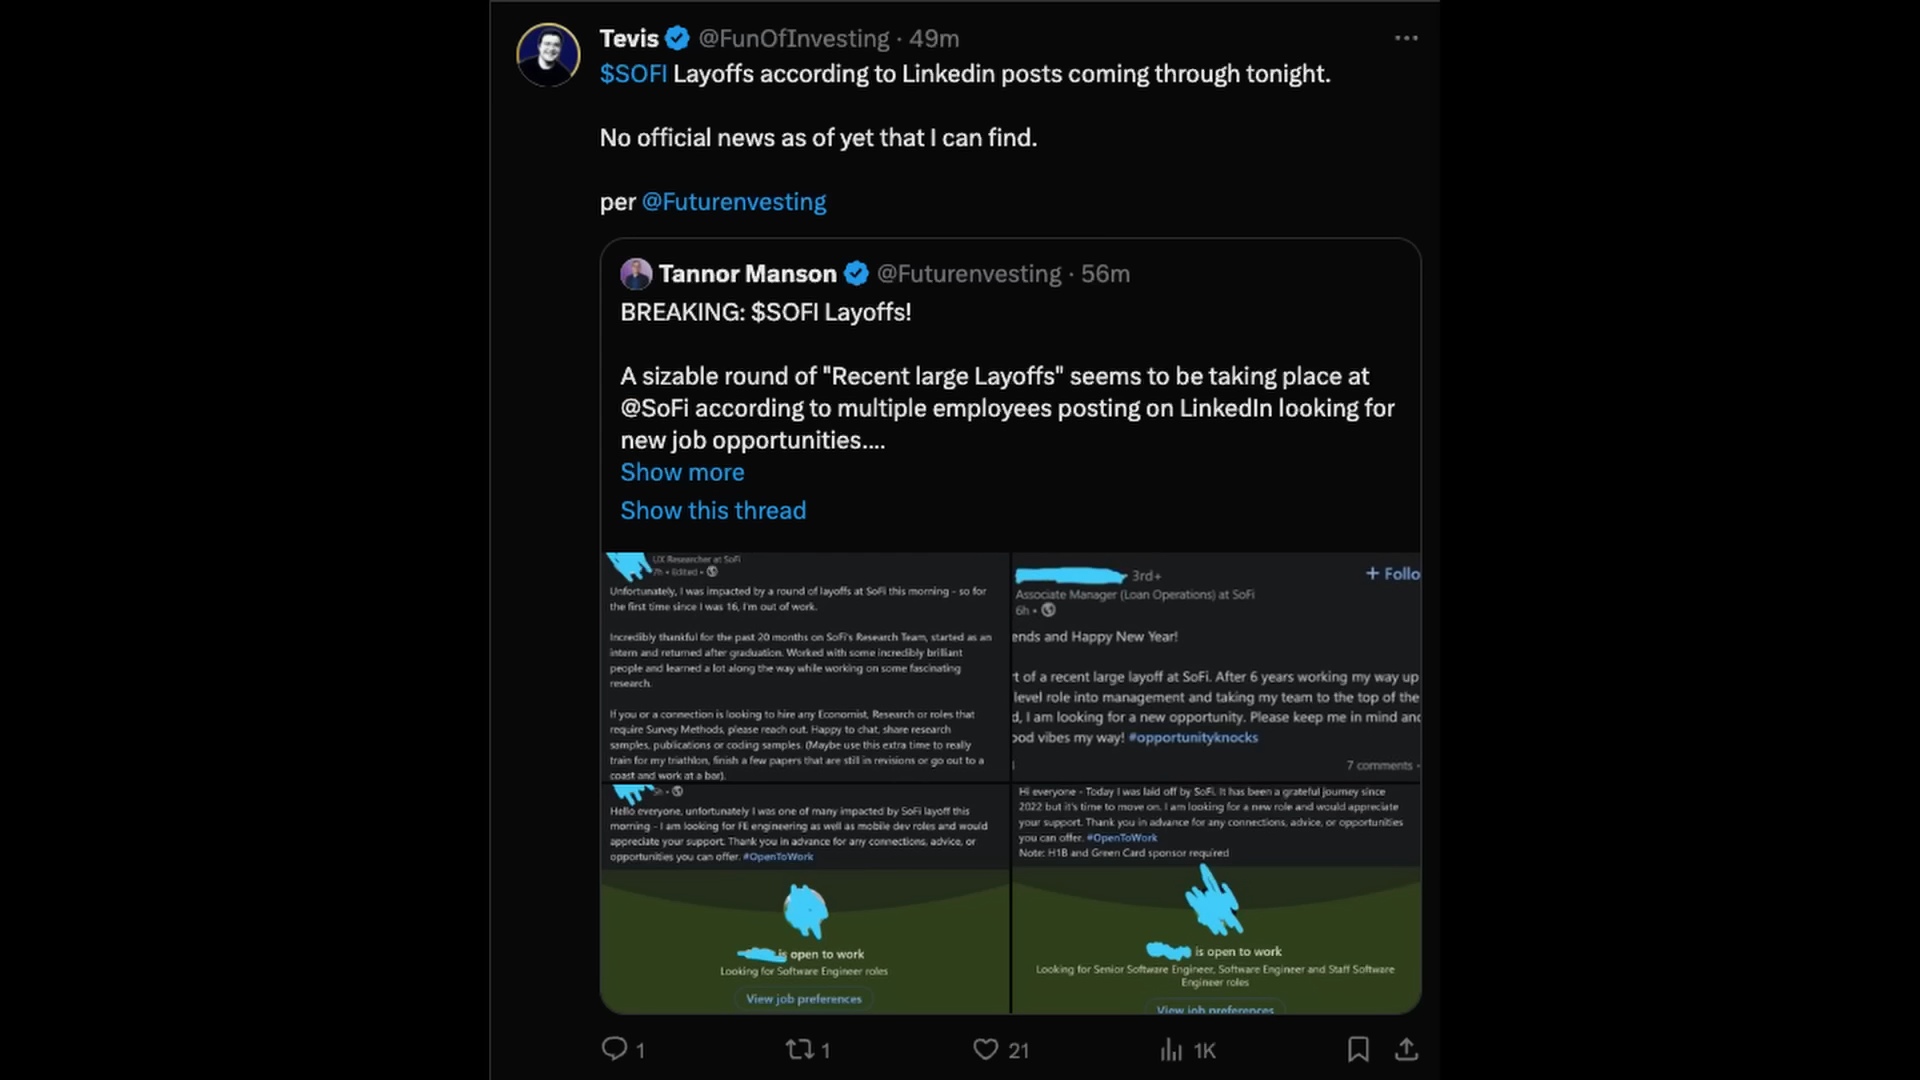 Tevis @FunOfInvesting · 49m
$SOFI Layoffs according to Linkedin posts coming through tonight.
No official news as of yet that I can find.
per @Futurenvesting
Tannor Manson @Futurenvesting · 56m
BREAKING: $SOFI Layoffs!
A sizable round of "Recent large Layoffs" seems to be taking place at
@SoFi according to multiple employees posting on LinkedIn looking for
new job opportunities....
Show more
Show this thread
UX Researcher at SoFi
7h • Edited •
Unfortunately, I was impacted by a round of layoffs at SoFi this morning - so for
the first time since I was 16, I'm out of work.
Incredibly thankful for the past 20 months on SoFi's Research Team, started as an
intern and returned after graduation. Worked with some incredibly brilliant
people and learned a lot along the way while working on some fascinating
research.
If you or a connection is looking to hire any Economist, Research or roles that
require Survey Methods, please reach out. Happy to chat, share research
samples, publications or coding samples. (Maybe use this extra time to really
train for my triathlon, finish a few papers that are still in revisions or go out to a
coast and work at a bar).
3rd+
+ Follo
Associate Manager (Loan Operations) at SoFi
6h •
ends and Happy New Year!
t of a recent large layoff at SoFi. After 6 years working my way up
level role into management and taking my team to the top of the
d, I am looking for a new opportunity. Please keep me in mind and
ood vibes my way! #opportunityknocks
7 comments •
Hello everyone, unfortunately I was one of many impacted by SoFi layoff this
morning - I am looking for FE engineering as well as mobile dev roles and would
appreciate your support. Thank you in advance for any connections, advice, or
opportunities you can offer. #OpenToWork
is open to work
Looking for Software Engineer roles
View job preferences
Hi everyone - Today I was laid off by SoFi. It has been a grateful journey since
2022 but it's time to move on. I am looking for a new role and would appreciate
your support. Thank you in advance for any connections, advice, or opportunities
you can offer. #OpenToWork
Note: H1B and Green Card sponsor required
is open to work
Looking for Senior Software Engineer, Software Engineer and Staff Software
Engineer roles
View job preferences
1 1 21 1K